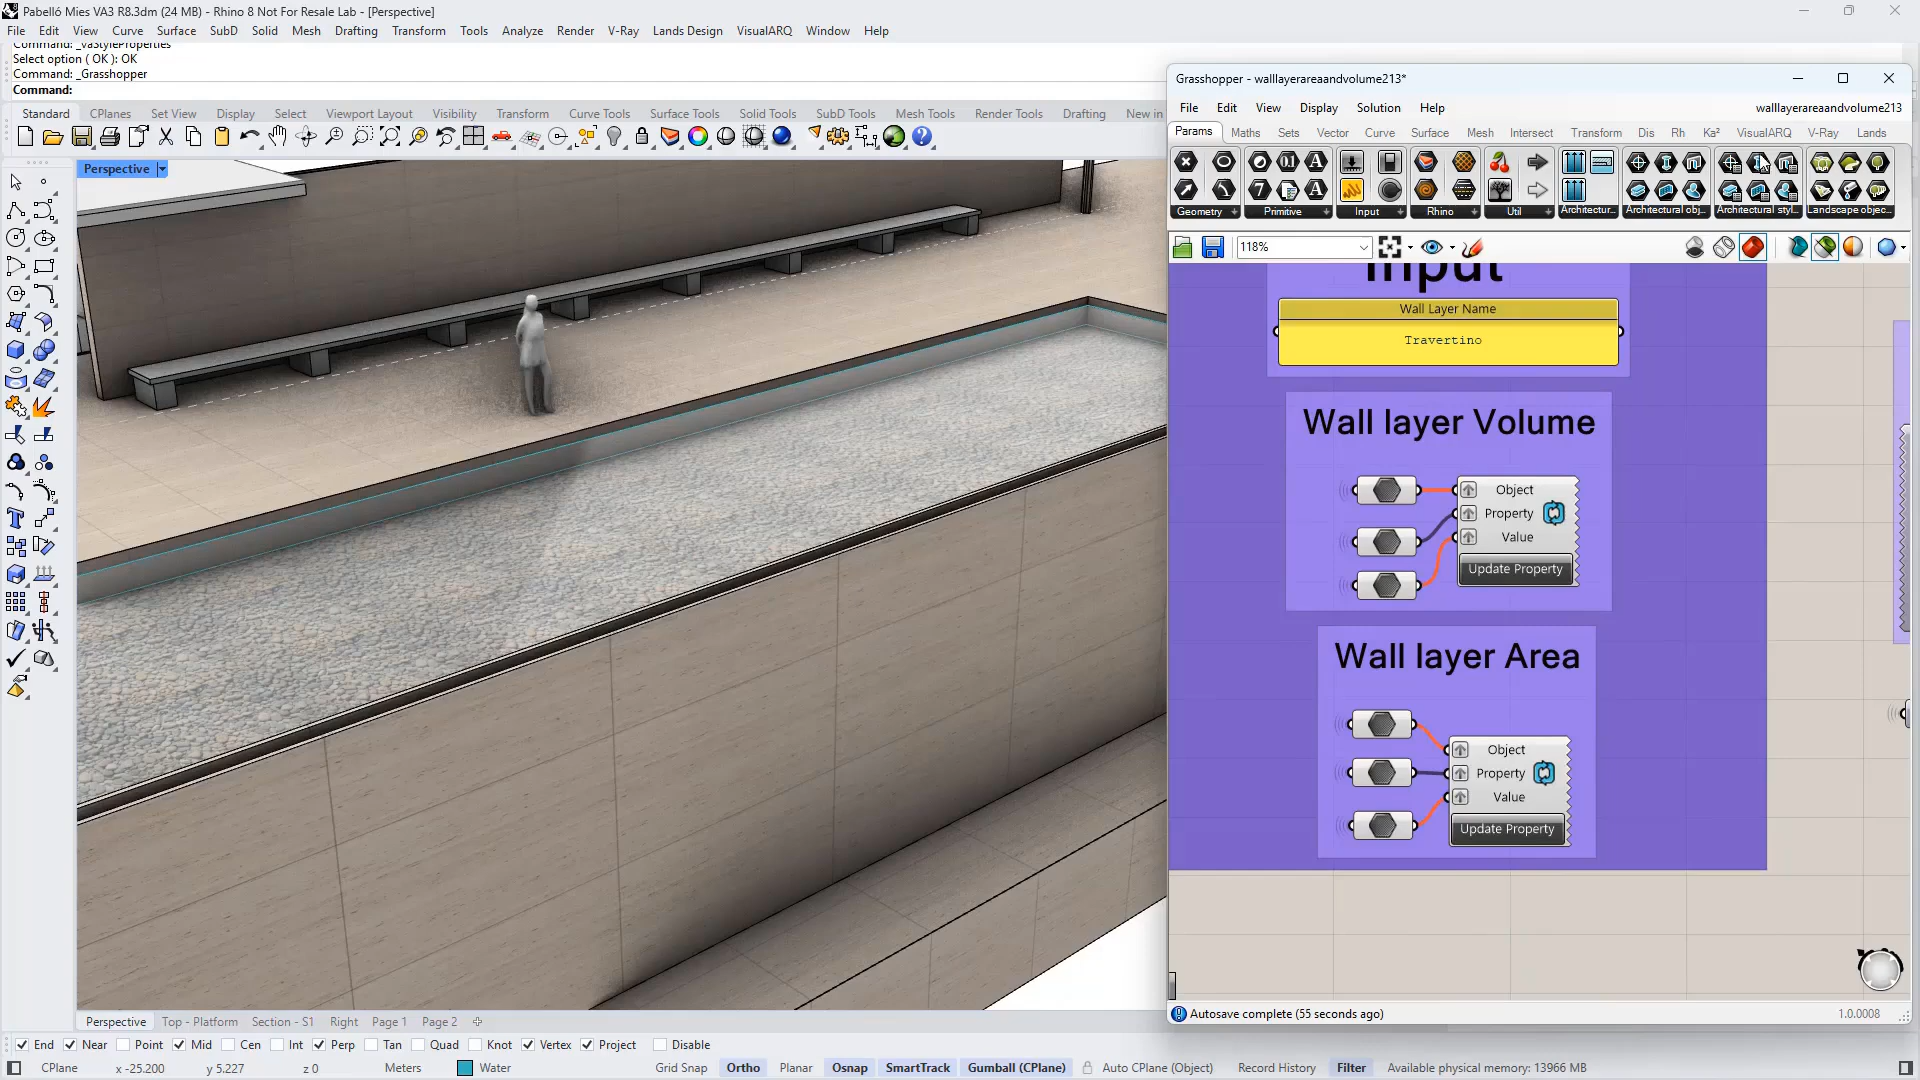 Pabelló Mies VA3 R8.3dm (24 MB) - Rhino 8 Not For Resale Lab - [Perspective]
File Edit View Curve Surface SubD Solid Mesh Drafting Transform Tools Analyze Render V-Ray Lands Design VisualARQ Window Help
Command: _vaStyleProperties
Select option ( OK ): OK
Command: _Grasshopper
Command:
Standard CPlanes Set View Display Select Viewport Layout Visibility Transform Curve Tools Surface Tools Solid Tools SubD Tools Mesh Tools Render Tools Drafting New in
Perspective
Grasshopper - walllayerareaandvolume213*
File Edit View Display Solution Help walllayerareaandvolume213
Params Maths Sets Vector Curve Surface Mesh Intersect Transform Dis Rh Ka² VisualARQ V-Ray Lands
Geometry Primitive Input Rhino Util Architectur... Architectural obj... Architectural styl... Landscape objec...
118%
Input
Wall Layer Name
Travertino
Wall layer Volume
Object
Property
Value
Update Property
Wall layer Area
Object
Property
Value
Update Property
Autosave complete (55 seconds ago) 1.0.0008
Perspective Top - Platform Section - S1 Right Page 1 Page 2
End Near Point Mid Cen Int Perp Tan Quad Knot Vertex Project Disable
CPlane x -25.200 y 5.227 z 0 Meters Water Grid Snap Ortho Planar Osnap SmartTrack Gumball (CPlane) Auto CPlane (Object) Record History Filter Available physical memory: 13966 MB